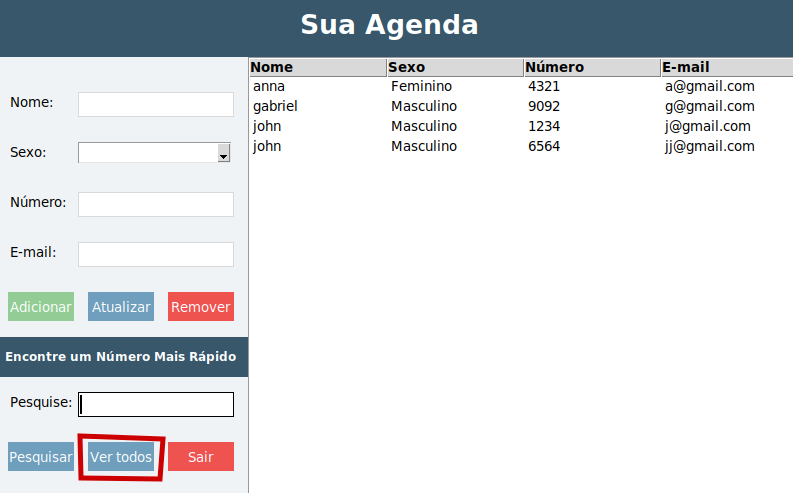 Sua Agenda
Nome:
Sexo:
Número:
E-mail:
Adicionar Atualizar Remover
Encontre um Número Mais Rápido
Pesquise:
Pesquisar Ver todos Sair
Nome Sexo Número E-mail
anna Feminino 4321 a@gmail.com
gabriel Masculino 9092 g@gmail.com
john Masculino 1234 j@gmail.com
john Masculino 6564 jj@gmail.com